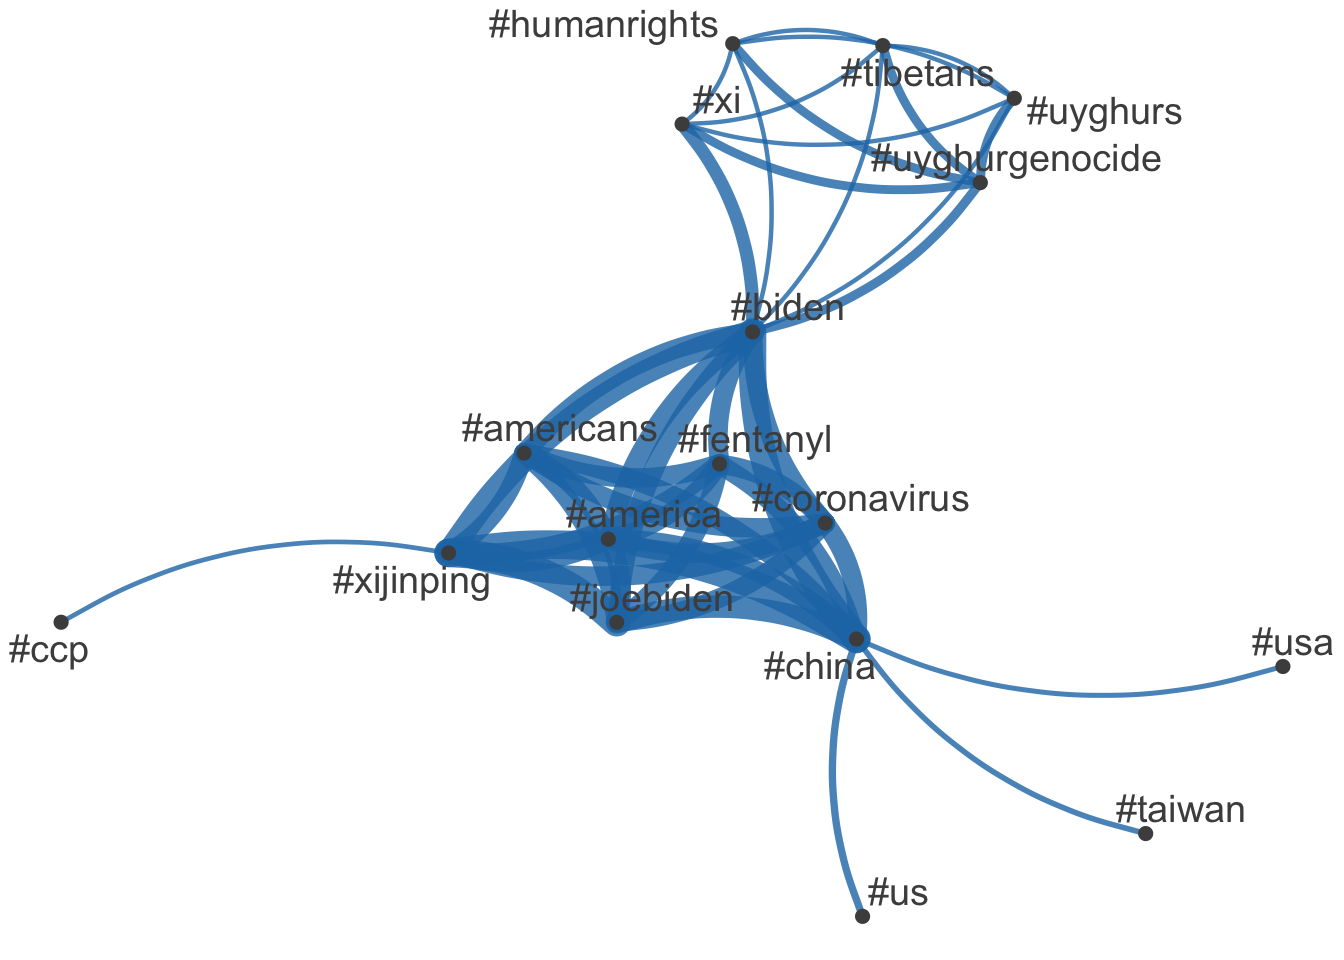 #humanrights
#tibetans
#xi
#uyghurs
#uyghurgenocide
#biden
#americans
#fentanyl
#coronavirus
#america
#xijinping
#joebiden
#ccp
#china
#usa
#taiwan
#us